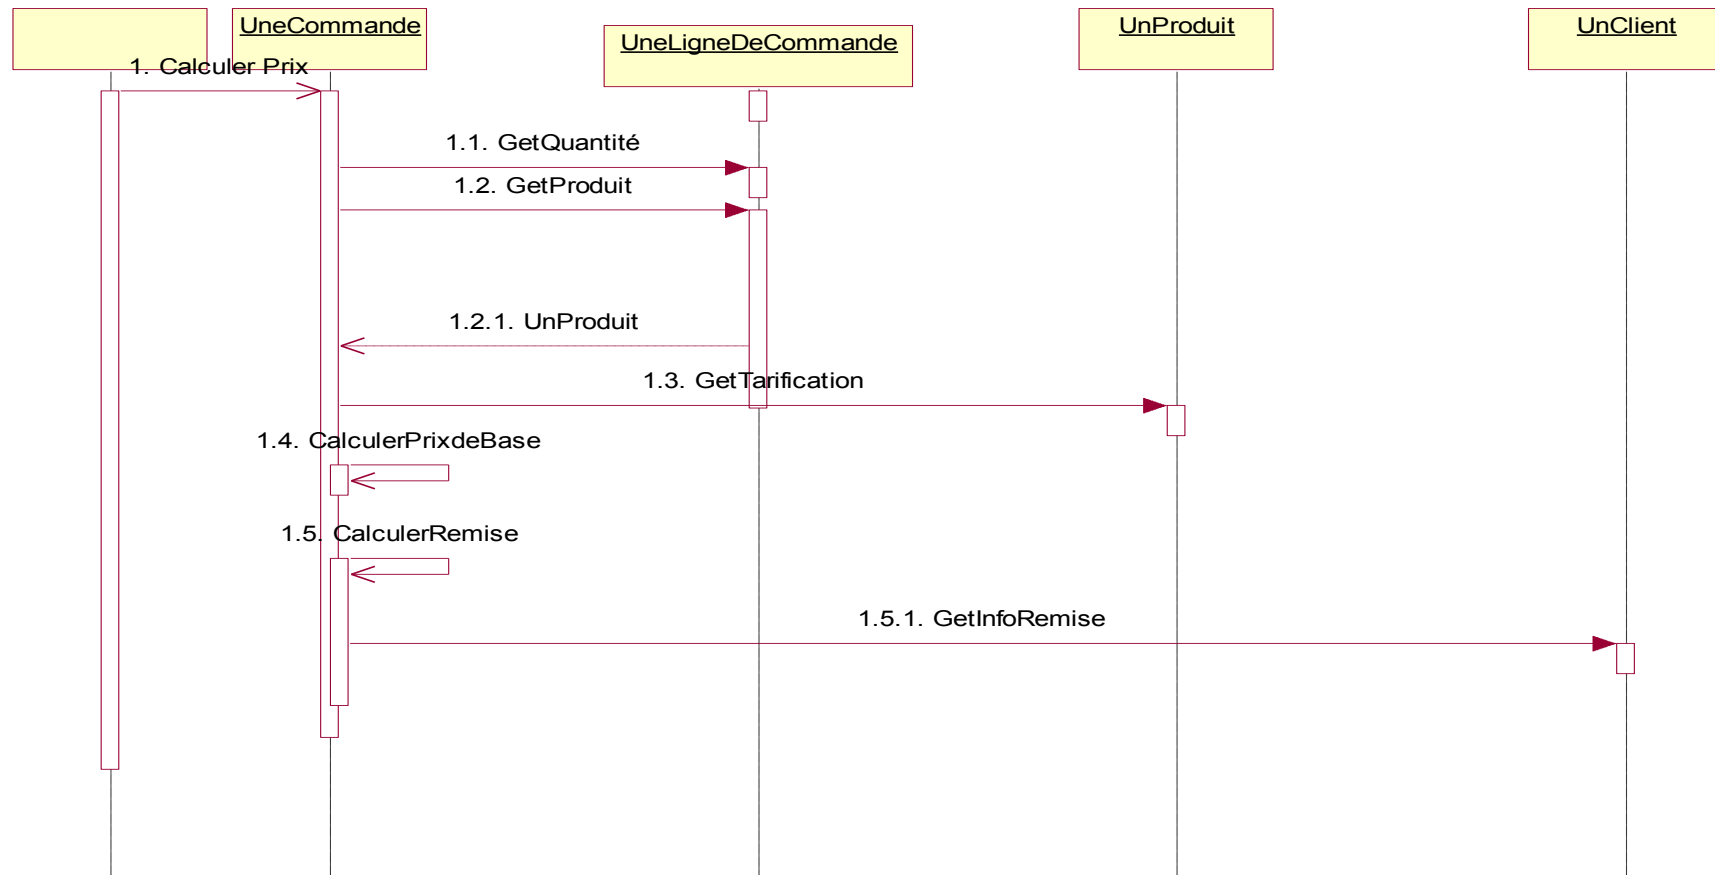 UneCommande
UneLigneDeCommande
UnProduit
UnClient
1. Calculer Prix
1.1. GetQuantité
1.2. GetProduit
1.2.1. UnProduit
1.3. GetTarification
1.4. CalculerPrixdeBase
1.5. CalculerRemise
1.5.1. GetInfoRemise